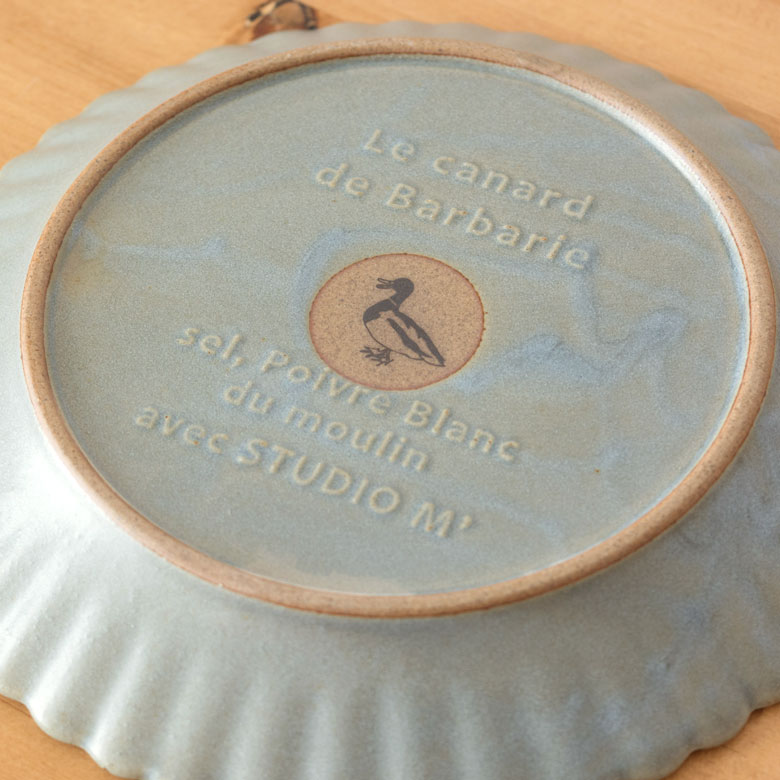 Le canard
de Barbarie
sel, Poivre Blanc
du moulin
avec STUDIO M'